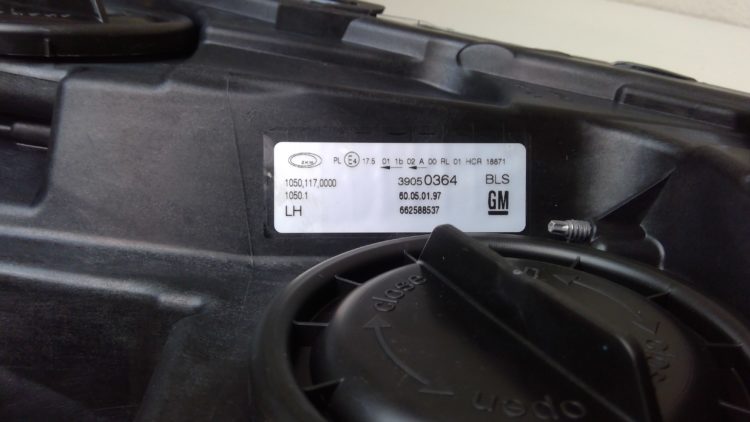 ZKW PL E4 17.5 01 1b 02 A 00 RL 01 HCR 18871
1050,117,0000 39050364 BLS
1050.1 60.05.01.97 GM
LH 662588537
close
open